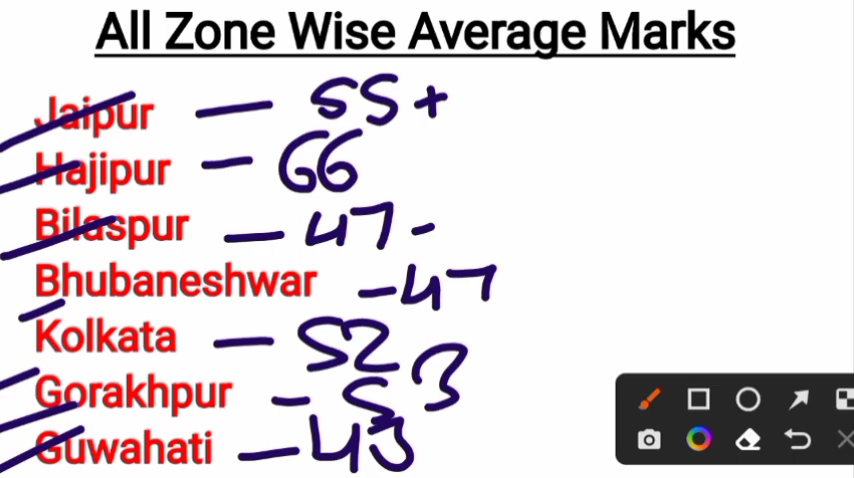 All Zone Wise Average Marks
Jaipur — 55+
Hajipur — 66
Bilaspur — 47 -
Bhubaneshwar - 47
Kolkata — 52
Gorakhpur - 53
Guwahati — 43